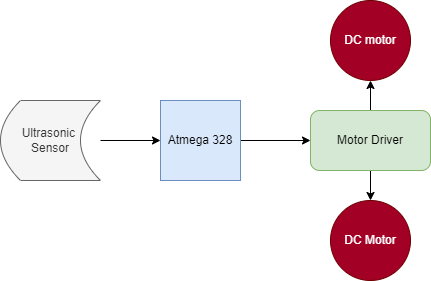 DC motor
Ultrasonic
Sensor
Atmega 328
Motor Driver
DC Motor